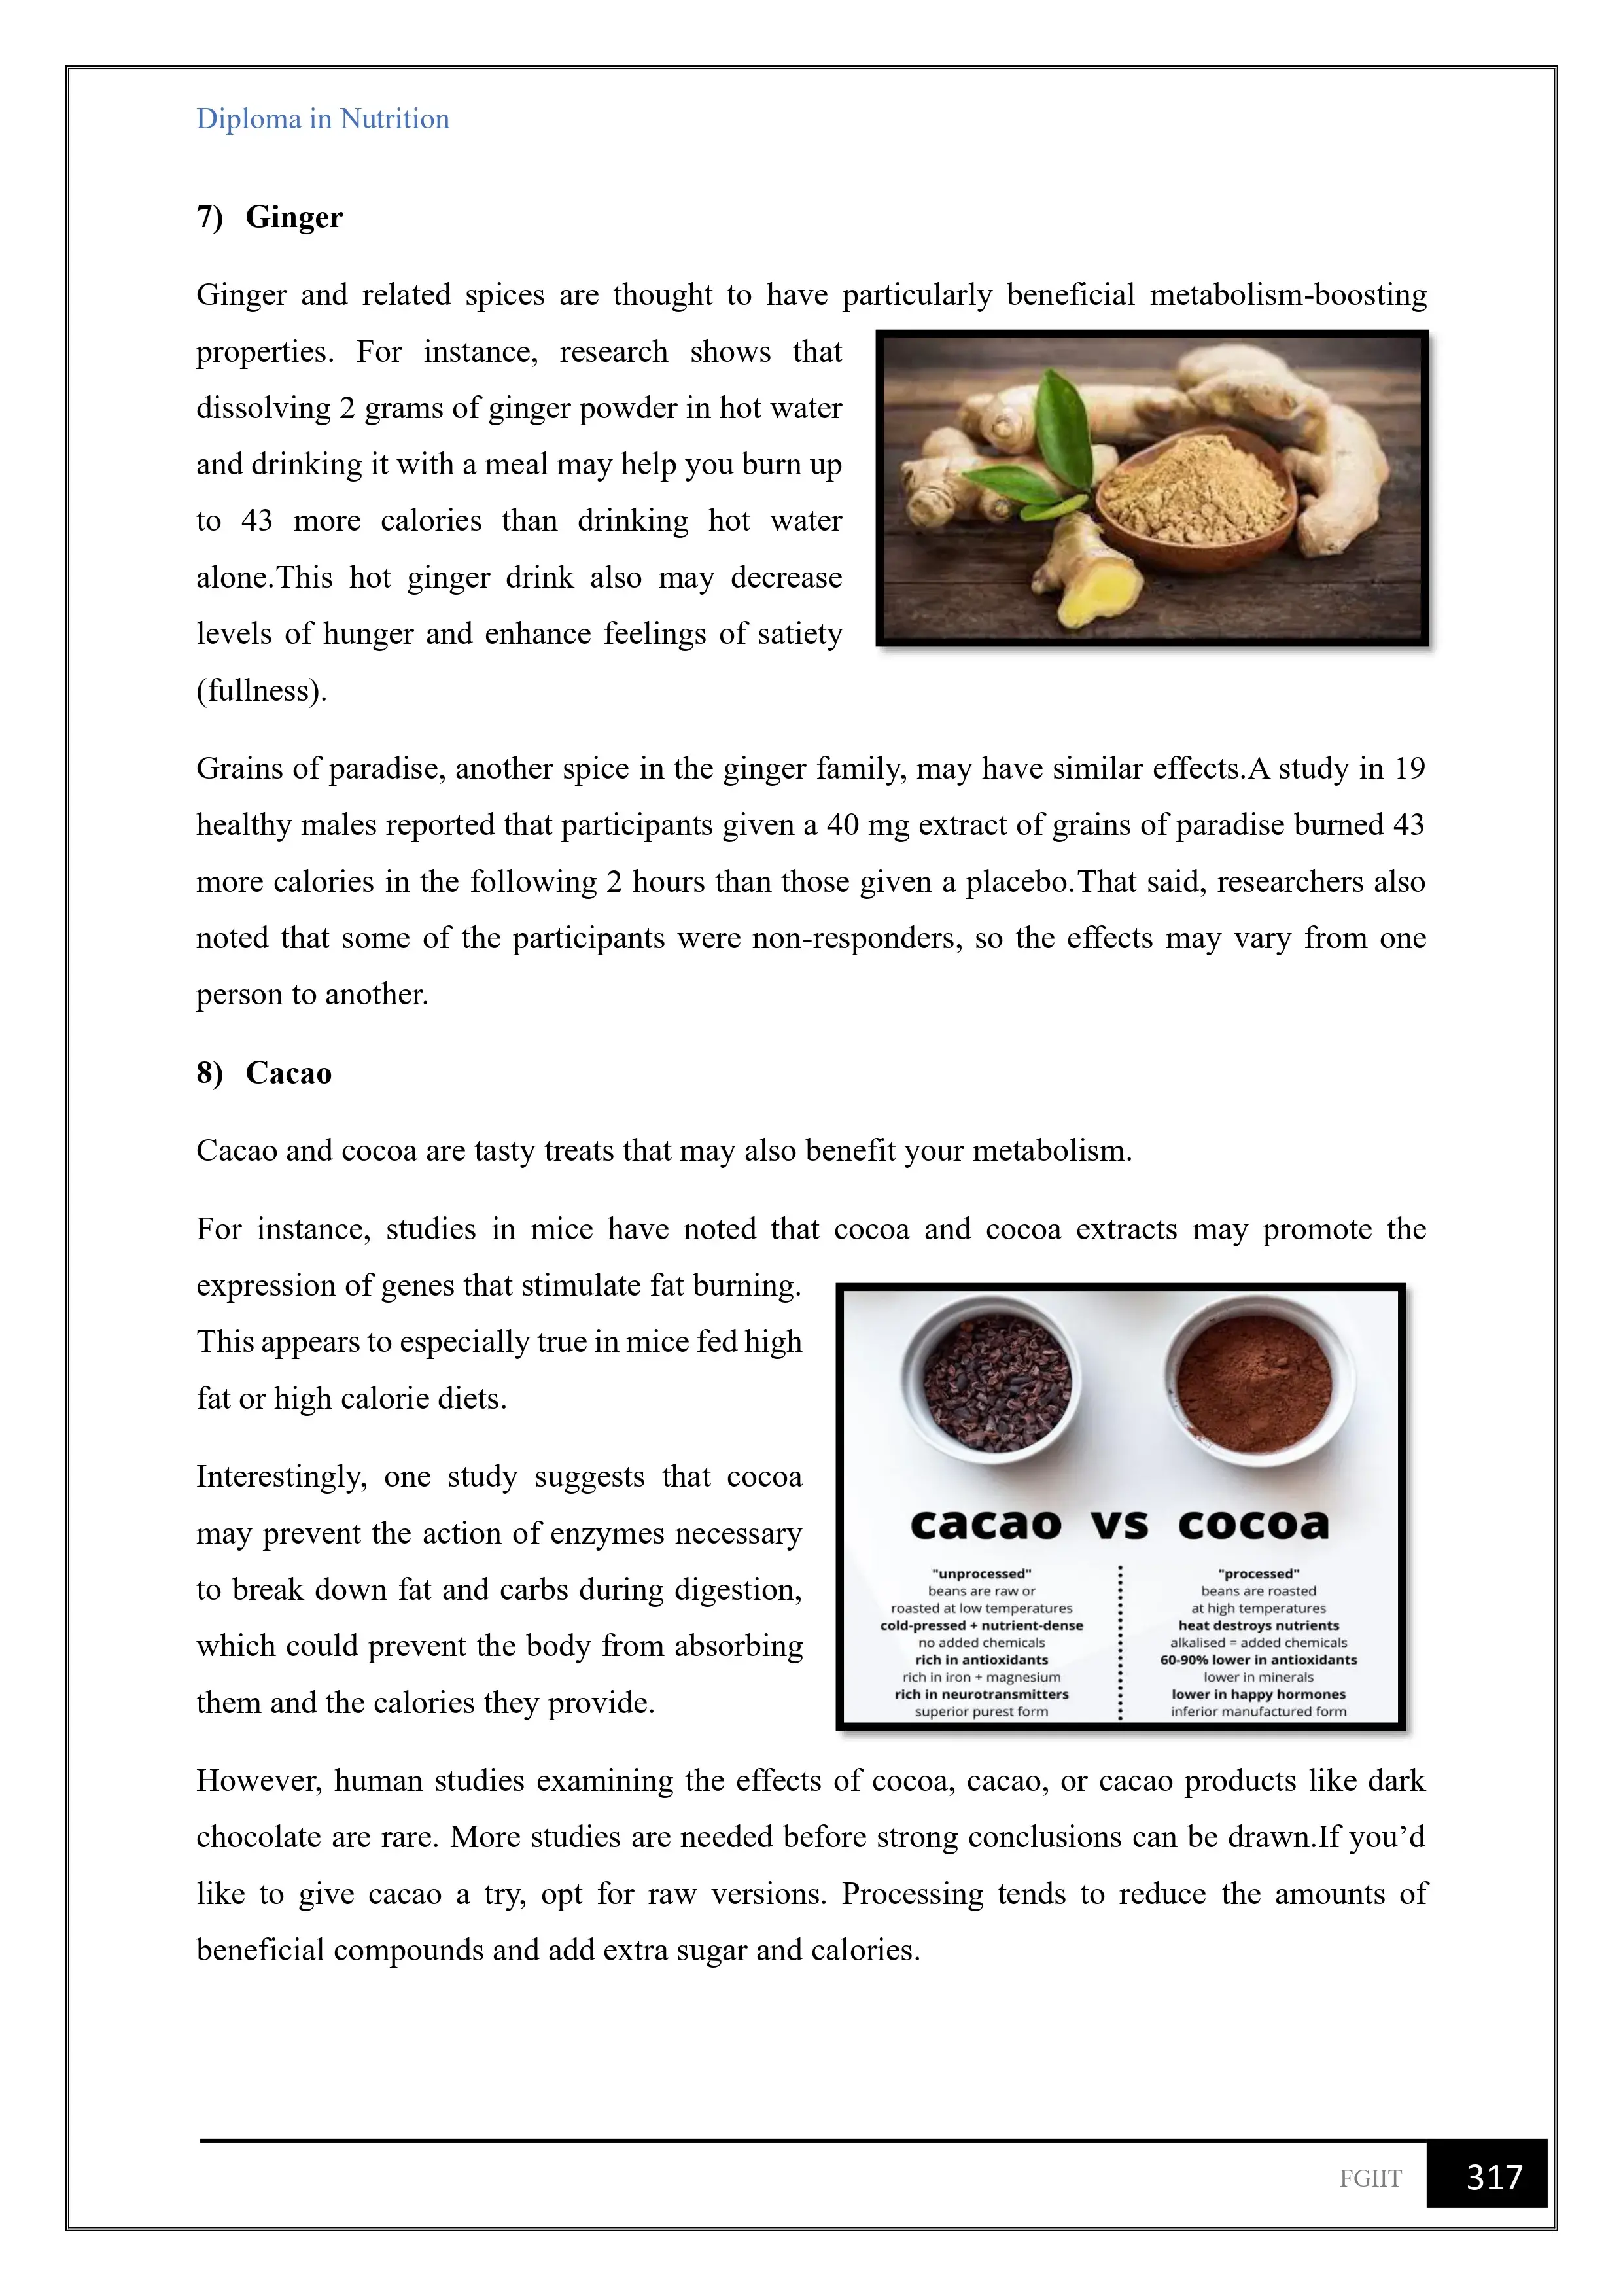 Diploma in Nutrition
7) Ginger
Ginger and related spices are thought to have particularly beneficial metabolism-boosting
properties. For instance, research shows that
dissolving 2 grams of ginger powder in hot water
and drinking it with a meal may help you burn up
to 43 more calories than drinking hot water
alone.This hot ginger drink also may decrease
levels of hunger and enhance feelings of satiety
(fullness).
Grains of paradise, another spice in the ginger family, may have similar effects.A study in 19
healthy males reported that participants given a 40 mg extract of grains of paradise burned 43
more calories in the following 2 hours than those given a placebo.That said, researchers also
noted that some of the participants were non-responders, so the effects may vary from one
person to another.
8) Cacao
Cacao and cocoa are tasty treats that may also benefit your metabolism.
For instance, studies in mice have noted that cocoa and cocoa extracts may promote the
expression of genes that stimulate fat burning.
This appears to especially true in mice fed high
fat or high calorie diets.
Interestingly, one study suggests that cocoa
may prevent the action of enzymes necessary
to break down fat and carbs during digestion,
which could prevent the body from absorbing
them and the calories they provide.
cacao vs cocoa
"unprocessed"
beans are raw or
roasted at low temperatures
cold-pressed + nutrient-dense
no added chemicals
rich in antioxidants
rich in iron + magnesium
rich in neurotransmitters
superior purest form
"processed"
beans are roasted
at high temperatures
heat destroys nutrients
alkalised = added chemicals
60-90% lower in antioxidants
lower in minerals
lower in happy hormones
inferior manufactured form
However, human studies examining the effects of cocoa, cacao, or cacao products like dark
chocolate are rare. More studies are needed before strong conclusions can be drawn.If you’d
like to give cacao a try, opt for raw versions. Processing tends to reduce the amounts of
beneficial compounds and add extra sugar and calories.
FGIIT 317